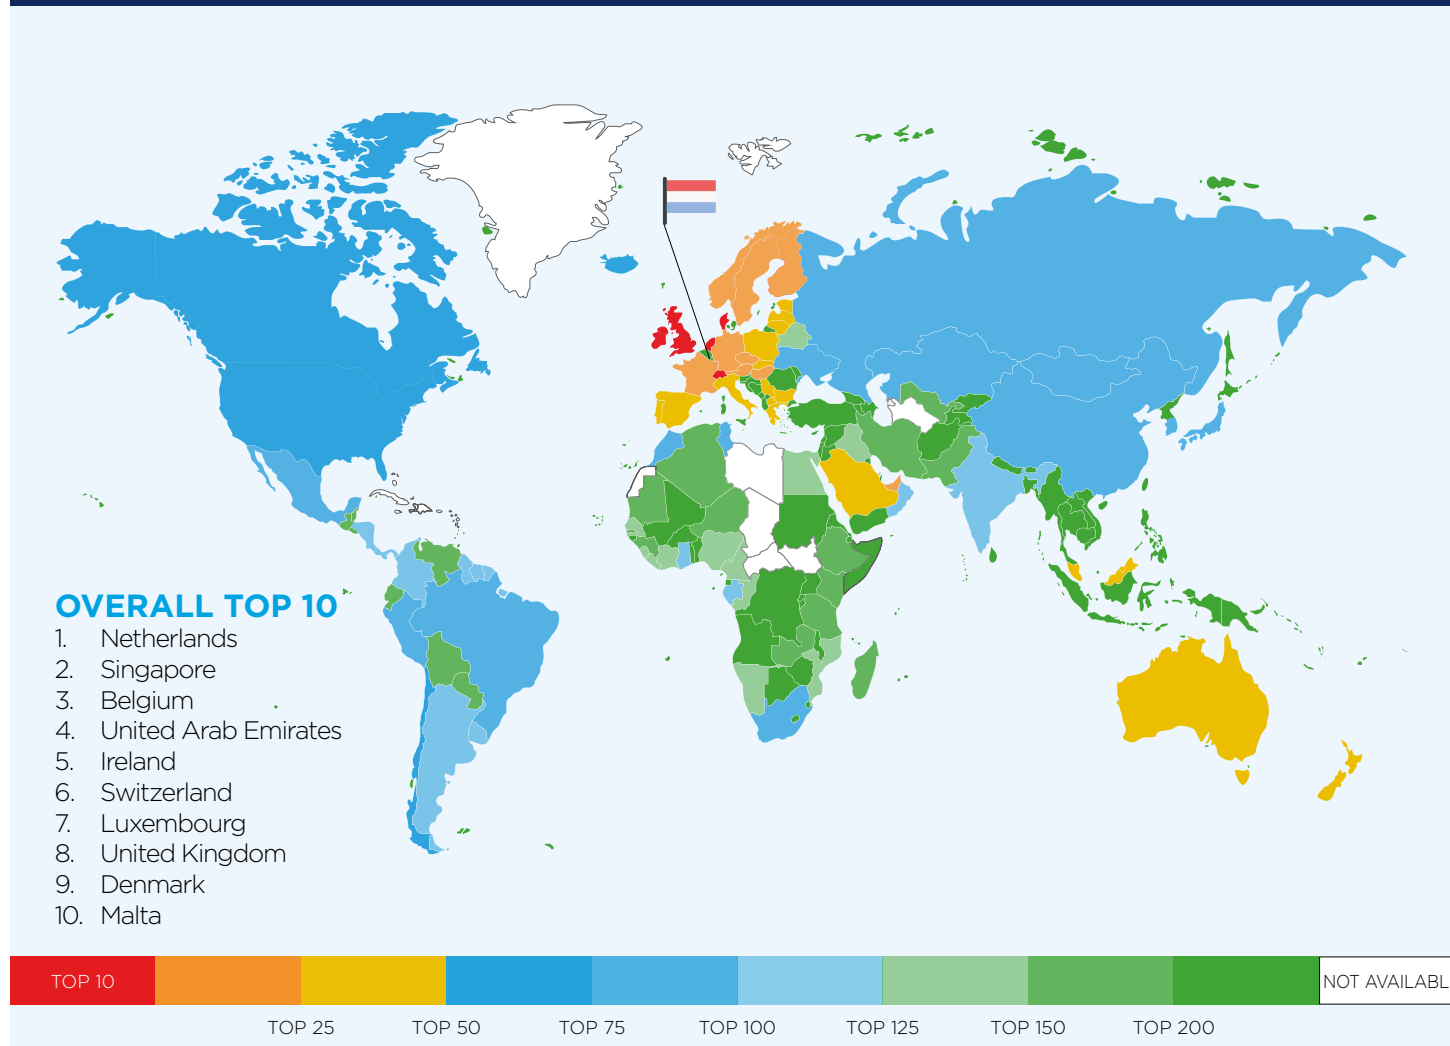 OVERALL TOP 10
1. Netherlands
2. Singapore
3. Belgium
4. United Arab Emirates
5. Ireland
6. Switzerland
7. Luxembourg
8. United Kingdom
9. Denmark
10. Malta
TOP 10
NOT AVAILABL
TOP 25 TOP 50 TOP 75 TOP 100 TOP 125 TOP 150 TOP 200